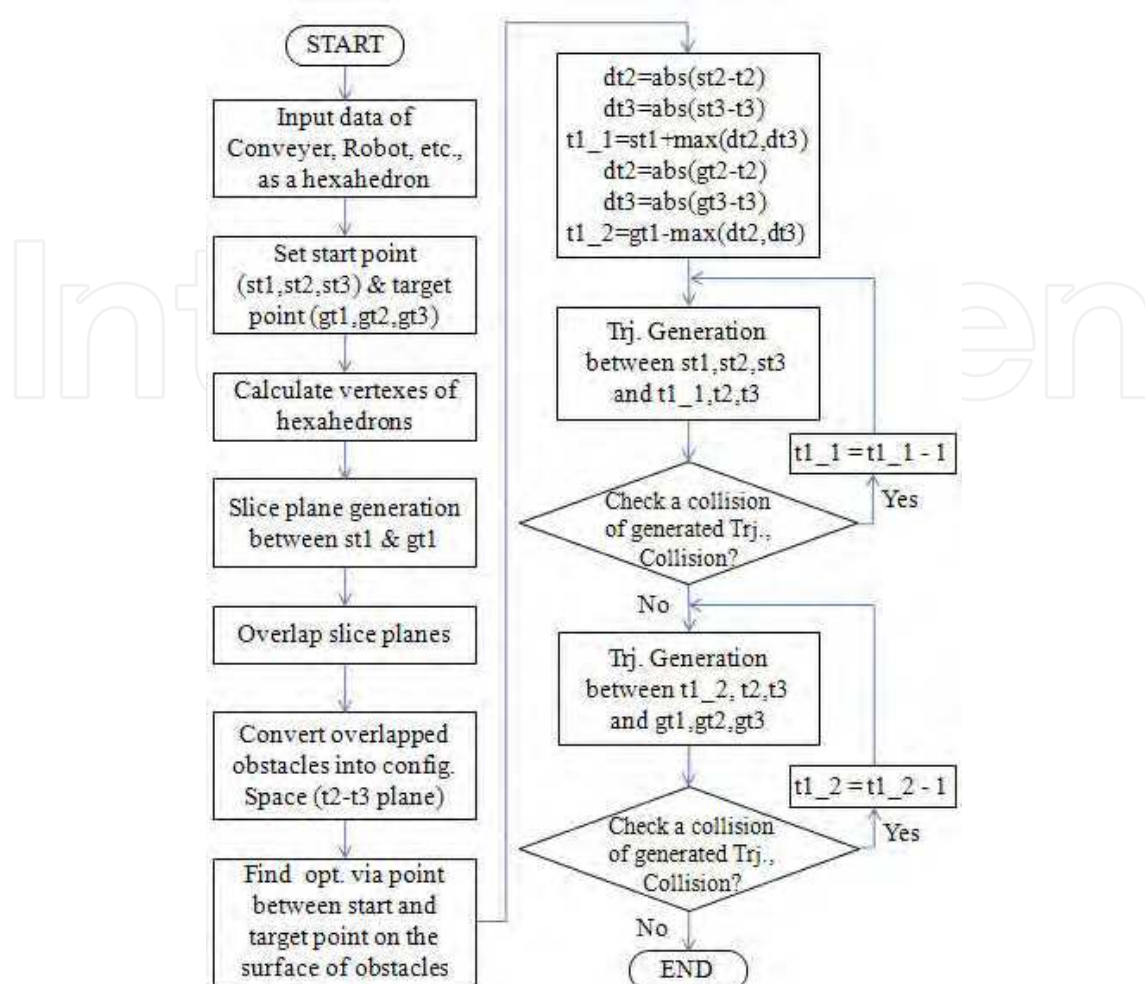 START
Input data of
Conveyer, Robot, etc.,
as a hexahedron
Set start point
(st1,st2,st3) & target
point (gt1,gt2,gt3)
Calculate vertexes of
hexahedrons
Slice plane generation
between st1 & gt1
Overlap slice planes
Convert overlapped
obstacles into config.
Space (t2-t3 plane)
Find opt. via point
between start and
target point on the
surface of obstacles
dt2=abs(st2-t2)
dt3=abs(st3-t3)
t1_1=st1+max(dt2,dt3)
dt2=abs(gt2-t2)
dt3=abs(gt3-t3)
t1_2=gt1-max(dt2,dt3)
Trj. Generation
between st1,st2,st3
and t1_1,t2,t3
t1_1 = t1_1 - 1
Check a collision
of generated Trj.,
Collision?
Yes
No
Trj. Generation
between t1_2, t2,t3
and gt1,gt2,gt3
t1_2 = t1_2 - 1
Check a collision
of generated Trj.,
Collision?
Yes
No
END